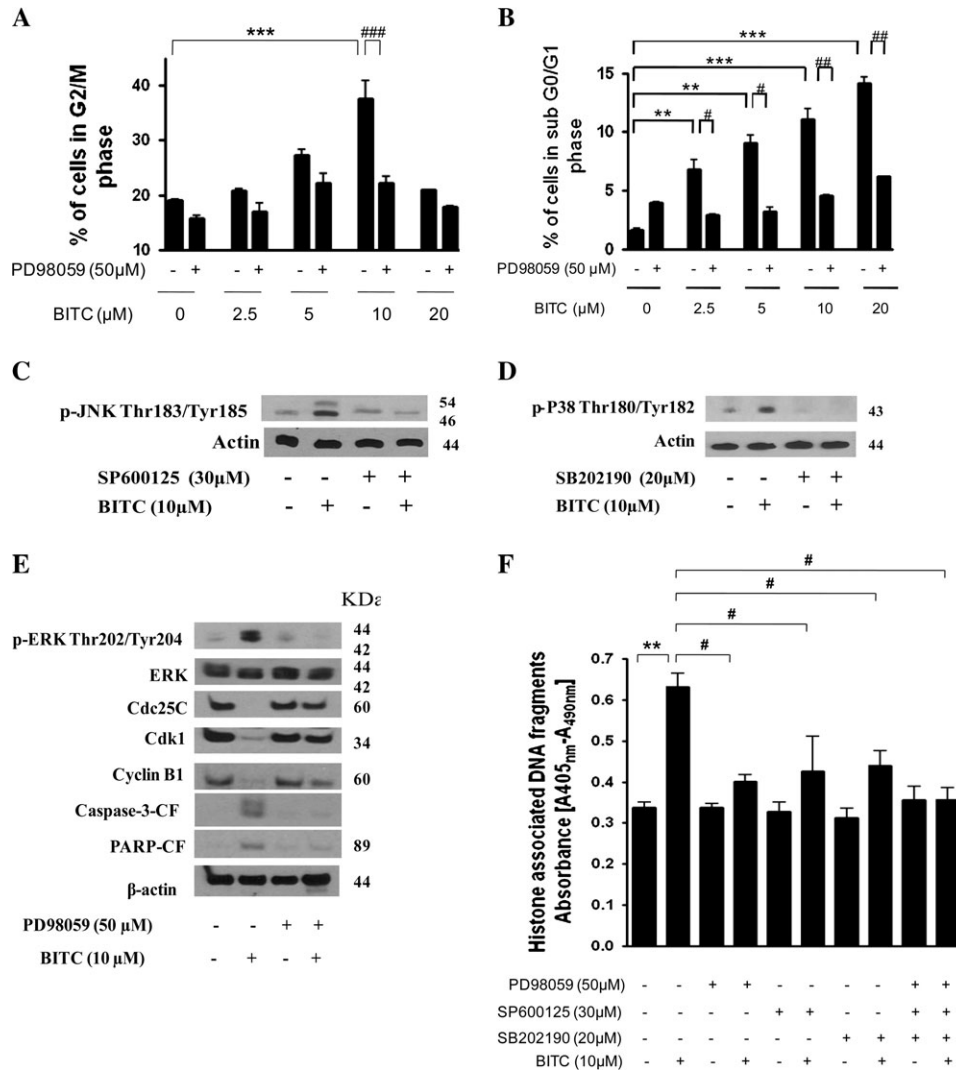 A
***
###
% of cells in G2/M
phase
40
30
20
10
PD98059 (50µM)
- + - + - + - + - +
BITC (µM)
0 2.5 5 10 20
B
***
##
***
##
**
#
**
#
% of cells in sub G0/G1
phase
15
10
5
0
PD98059 (50µM)
- + - + - + - + - +
BITC (µM)
0 2.5 5 10 20
C
p-JNK Thr183/Tyr185
54
46
Actin
44
SP600125 (30µM)
- - + +
BITC (10µM)
- + - +
D
p-P38 Thr180/Tyr182
43
Actin
44
SB202190 (20µM)
- - + +
BITC (10µM)
- + - +
E
KDa
p-ERK Thr202/Tyr204
44
42
ERK
44
42
Cdc25C
60
Cdk1
34
Cyclin B1
60
Caspase-3-CF
PARP-CF
89
β-actin
44
PD98059 (50 µM)
- - + +
BITC (10 µM)
- + - +
F
#
#
#
**
#
Histone associated DNA fragments
Absorbance [A405nm-A490nm]
0.7
0.6
0.5
0.4
0.3
0.2
0.1
0.0
PD98059 (50µM)
- - + + - - - - + +
SP600125 (30µM)
- - - - + + - - + +
SB202190 (20µM)
- - - - - - + + + +
BITC (10µM)
- + - + - + - + - +